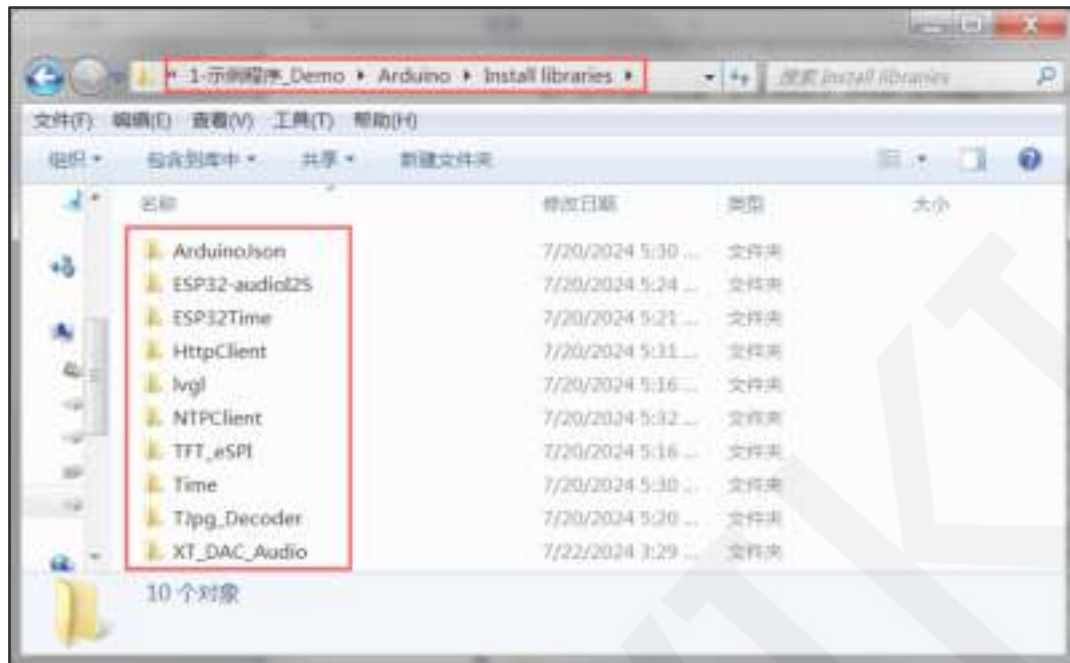 « 1-示例程序_Demo ▸ Arduino ▸ Install libraries ▸ 搜索 Install libraries
文件(F) 编辑(E) 查看(V) 工具(T) 帮助(H)
组织 包含到库中 共享 新建文件夹
名称 修改日期 类型 大小
ArduinoJson 7/20/2024 5:30 ... 文件夹
ESP32-audioI2S 7/20/2024 5:24 ... 文件夹
ESP32Time 7/20/2024 5:21 ... 文件夹
HttpClient 7/20/2024 5:31 ... 文件夹
lvgl 7/20/2024 5:16 ... 文件夹
NTPClient 7/20/2024 5:32 ... 文件夹
TFT_eSPI 7/20/2024 5:16 ... 文件夹
Time 7/20/2024 5:30 ... 文件夹
TJpg_Decoder 7/20/2024 5:20 ... 文件夹
XT_DAC_Audio 7/22/2024 3:29 ... 文件夹
10 个对象